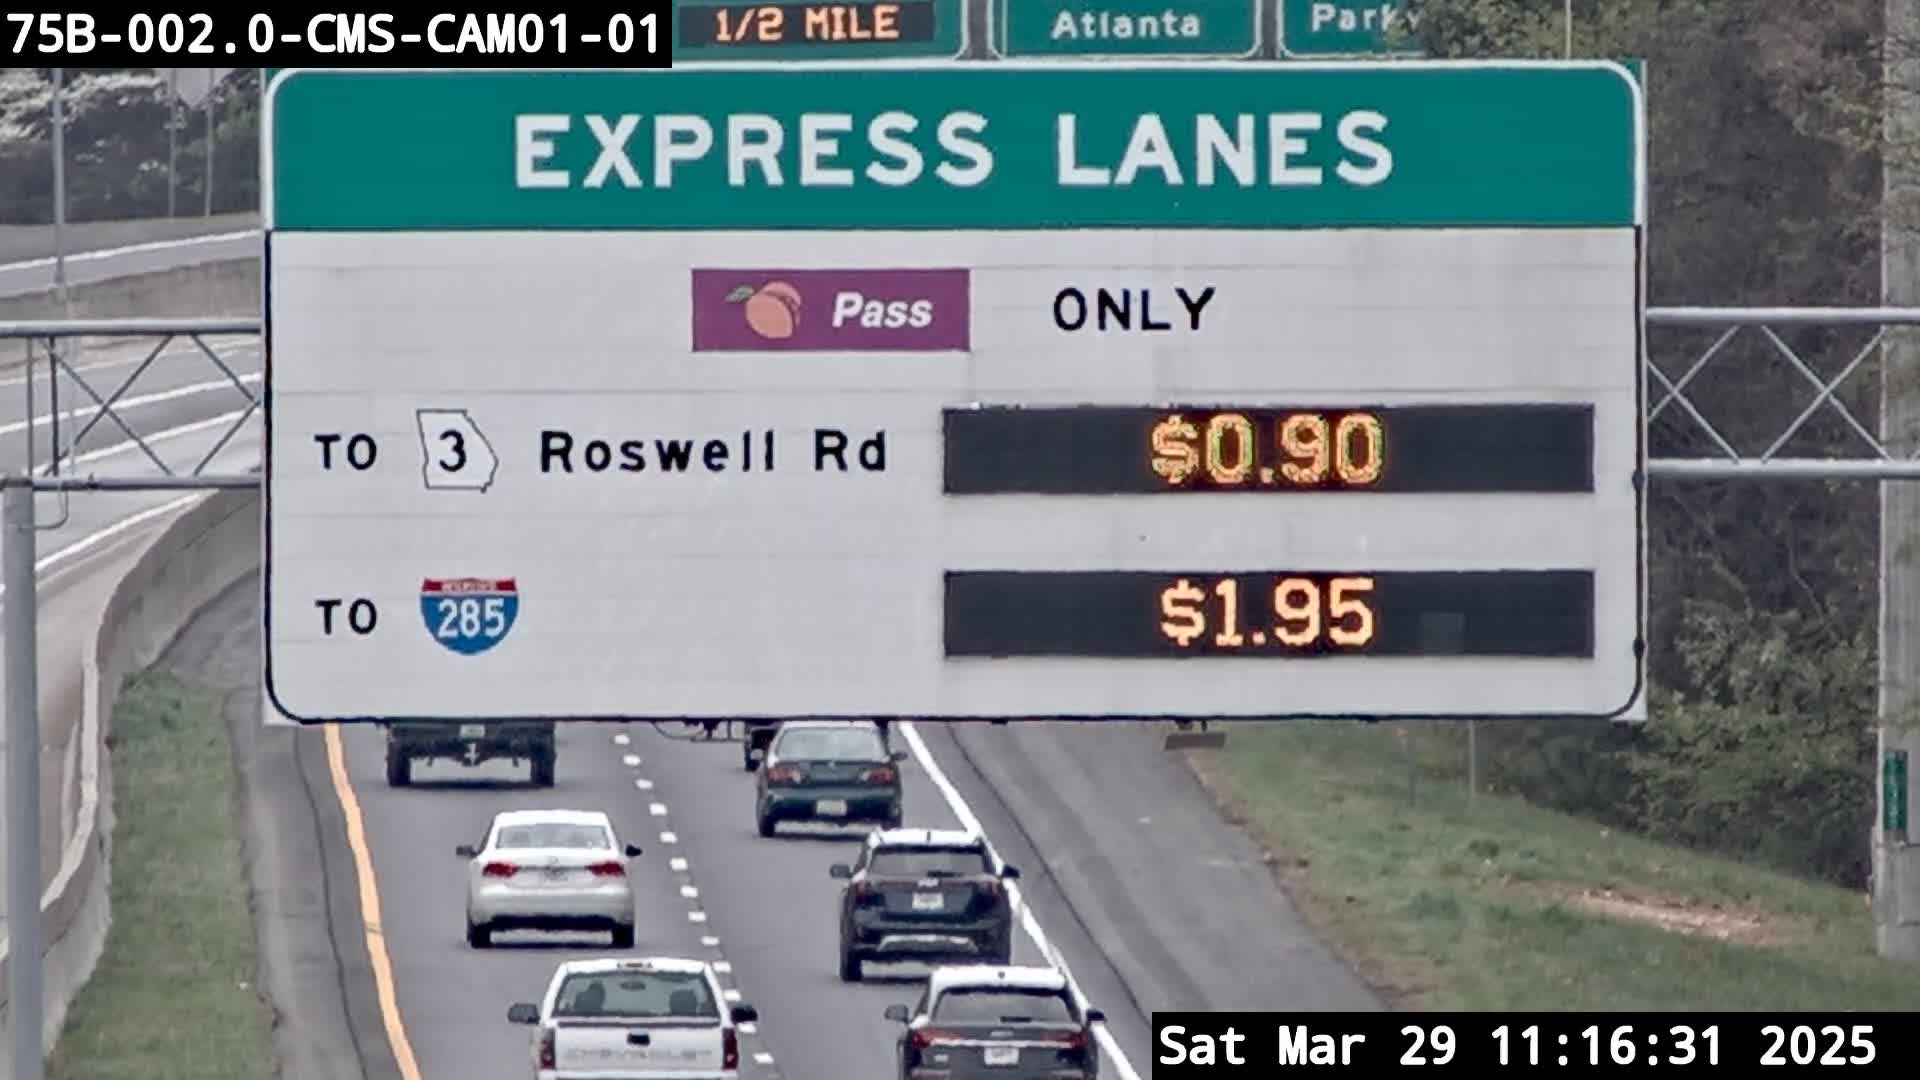 75B-002.0-CMS-CAM01-01
1/2 MILE
Atlanta
EXPRESS LANES
Pass ONLY
TO 3 Roswell Rd $0.90
TO 285 $1.95
CHEVROLET
Sat Mar 29 11:16:31 2025